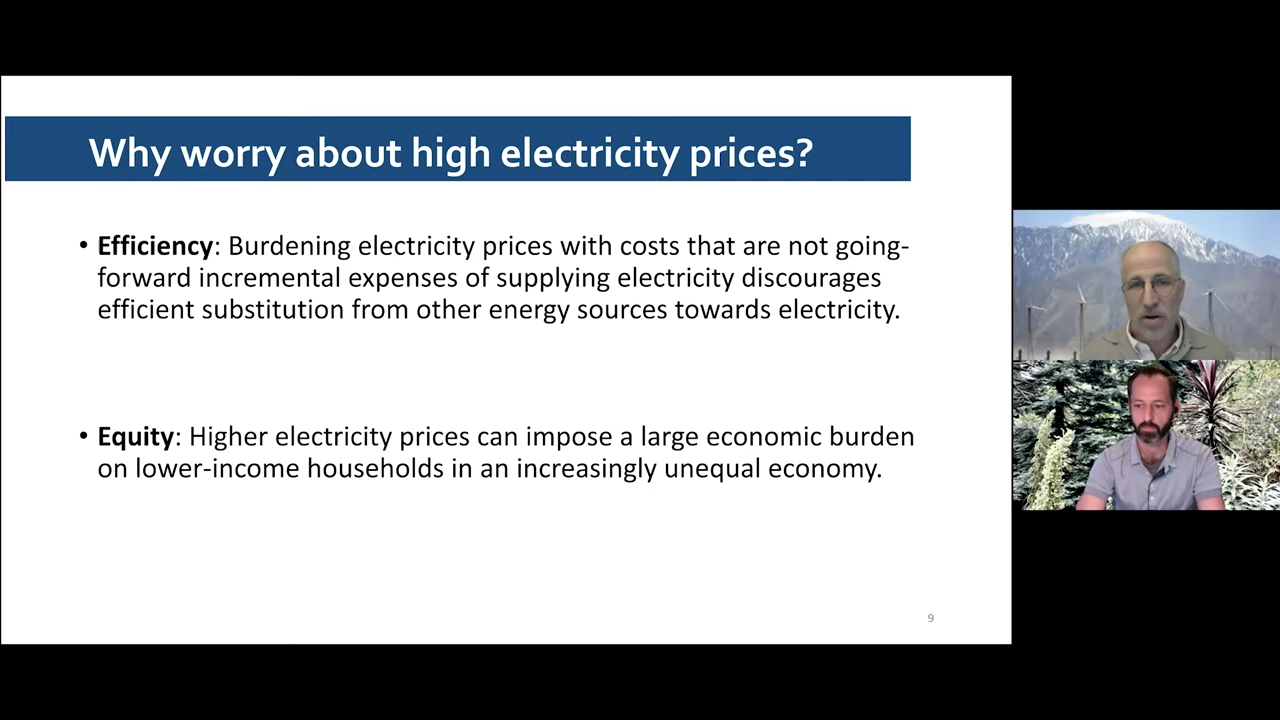 Why worry about high electricity prices?
• Efficiency: Burdening electricity prices with costs that are not going-
forward incremental expenses of supplying electricity discourages
efficient substitution from other energy sources towards electricity.
• Equity: Higher electricity prices can impose a large economic burden
on lower-income households in an increasingly unequal economy.
9